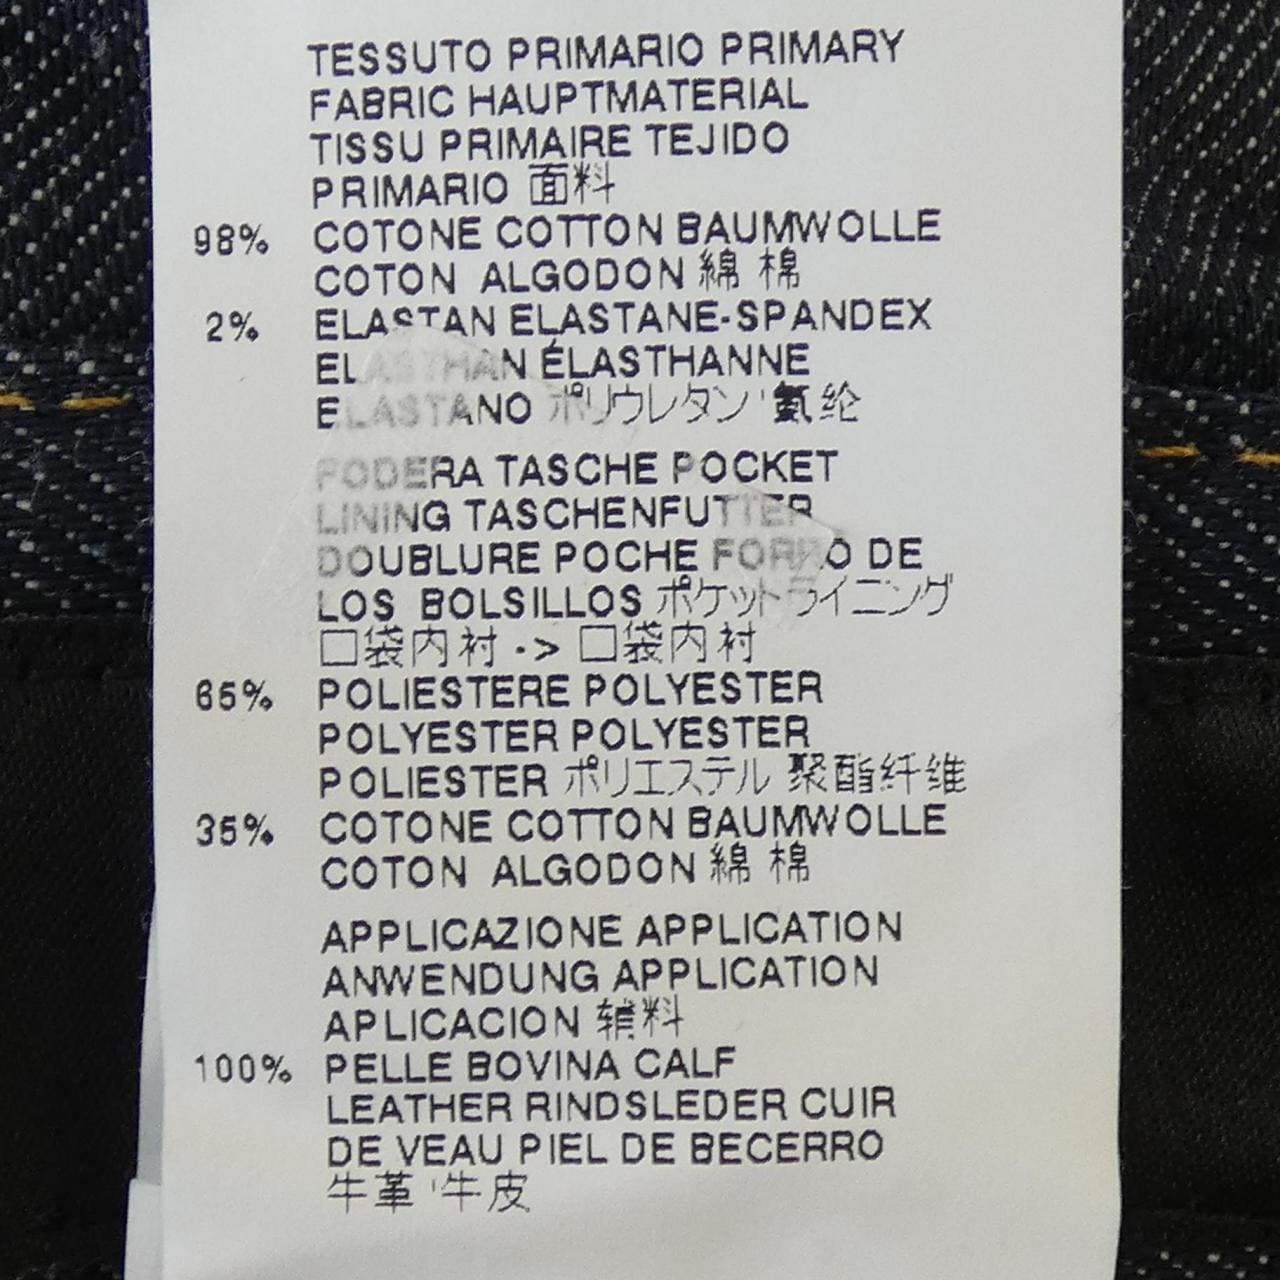 TESSUTO PRIMARIO PRIMARY
FABRIC HAUPTMATERIAL
TISSU PRIMAIRE TEJIDO
PRIMARIO 面料
98% COTONE COTTON BAUMWOLLE
COTON ALGODON 綿 棉
2% ELASTAN ELASTANE-SPANDEX
ELASTHAN ÉLASTHANNE
ELASTANO ポリウレタン'氨纶
FODERA TASCHE POCKET
LINING TASCHENFUTTER
DOUBLURE POCHE FORRO DE
LOS BOLSILLOS ポケットライニング
口袋内衬 -> 口袋内衬
65% POLIESTERE POLYESTER
POLYESTER POLYESTER
POLIESTER ポリエステル 聚酯纤维
35% COTONE COTTON BAUMWOLLE
COTON ALGODON 綿 棉
APPLICAZIONE APPLICATION
ANWENDUNG APPLICATION
APLICACION 辅料
100% PELLE BOVINA CALF
LEATHER RINDSLEDER CUIR
DE VEAU PIEL DE BECERRO
牛革'牛皮